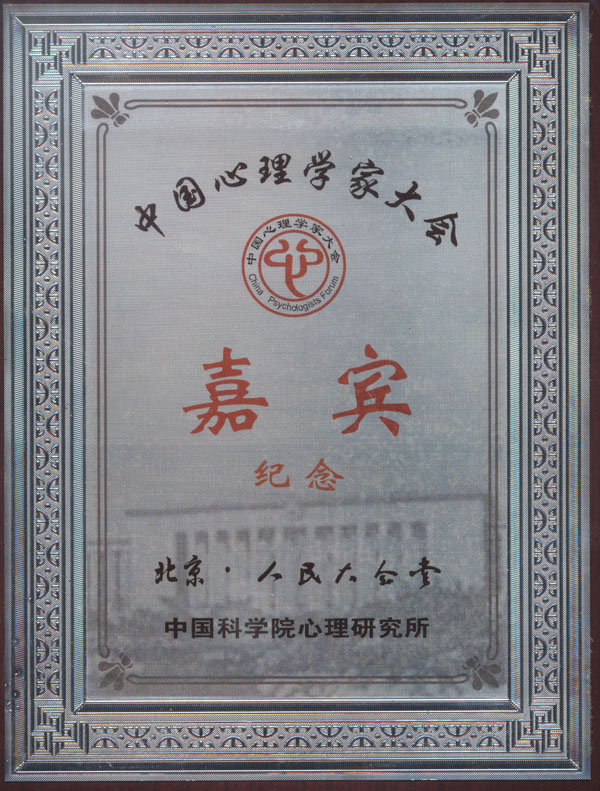 中国心理学家大会
中国心理学家大会
China Psychologists Forum
嘉宾
纪念
北京·人民大会堂
中国科学院心理研究所